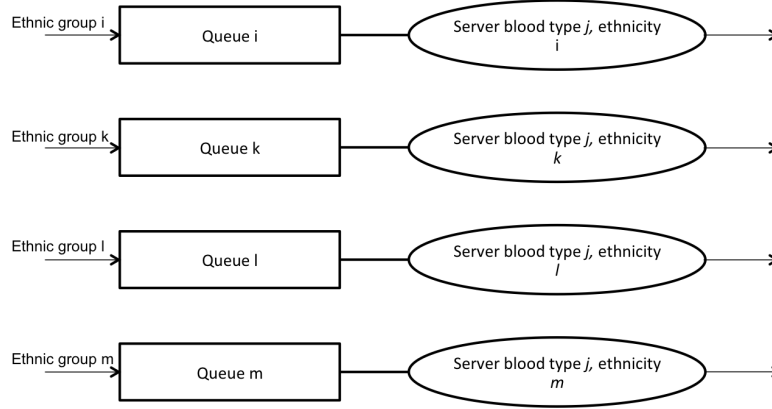 Ethnic group i
Queue i
Server blood type j, ethnicity
i
Ethnic group k
Queue k
Server blood type j, ethnicity
k
Ethnic group l
Queue l
Server blood type j, ethnicity
l
Ethnic group m
Queue m
Server blood type j, ethnicity
m